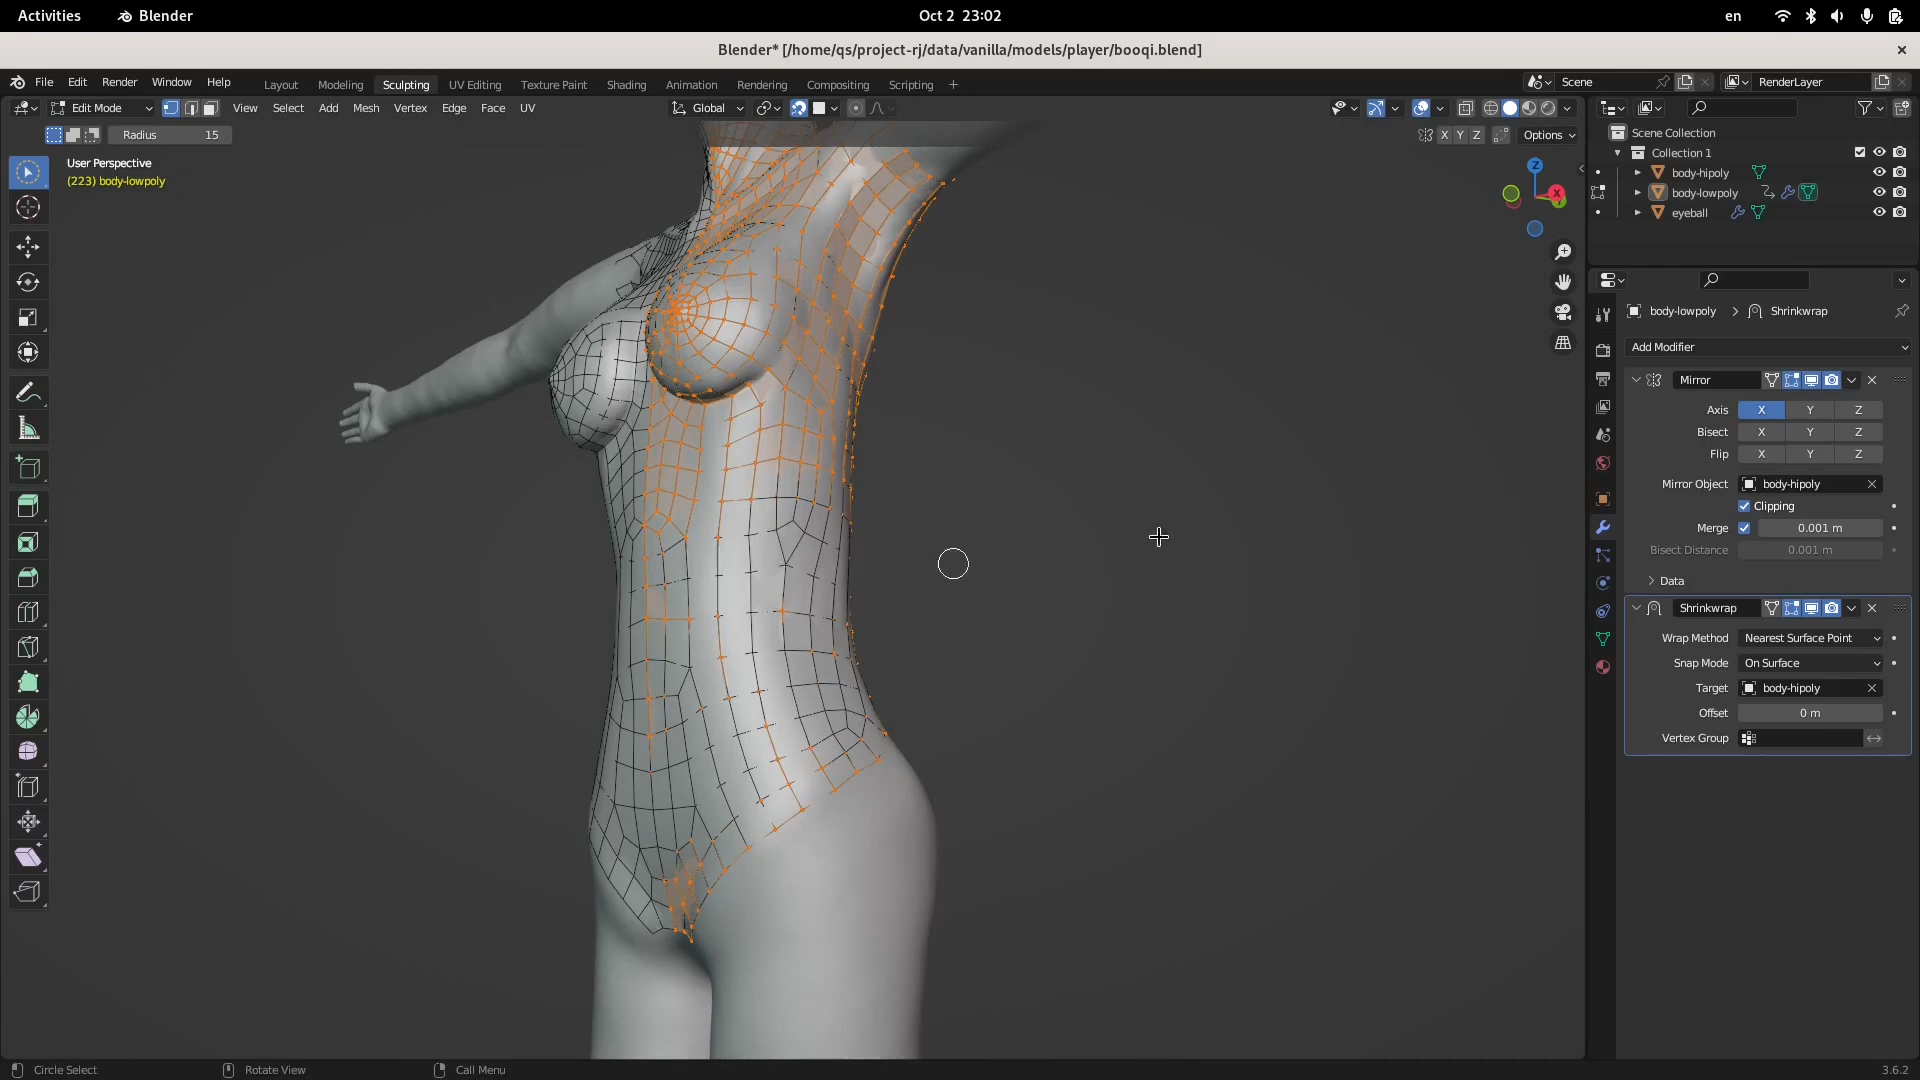 Activities Blender Oct 2 23:02 en
Blender* [/home/qs/project-rj/data/vanilla/models/player/booqi.blend]
File Edit Render Window Help Layout Modeling Sculpting UV Editing Texture Paint Shading Animation Rendering Compositing Scripting + Scene RenderLayer
Edit Mode View Select Add Mesh Vertex Edge Face UV Global
Radius 15 X Y Z Options
User Perspective
(223) body-lowpoly
Z
X
Y
Scene Collection
Collection 1
body-hipoly
body-lowpoly
eyeball
body-lowpoly > Shrinkwrap
Add Modifier
Mirror
Axis X Y Z
Bisect X Y Z
Flip X Y Z
Mirror Object body-hipoly
Clipping
Merge 0.001 m
Bisect Distance 0.001 m
Data
Shrinkwrap
Wrap Method Nearest Surface Point
Snap Mode On Surface
Target body-hipoly
Offset 0 m
Vertex Group
Circle Select Rotate View Call Menu 3.6.2